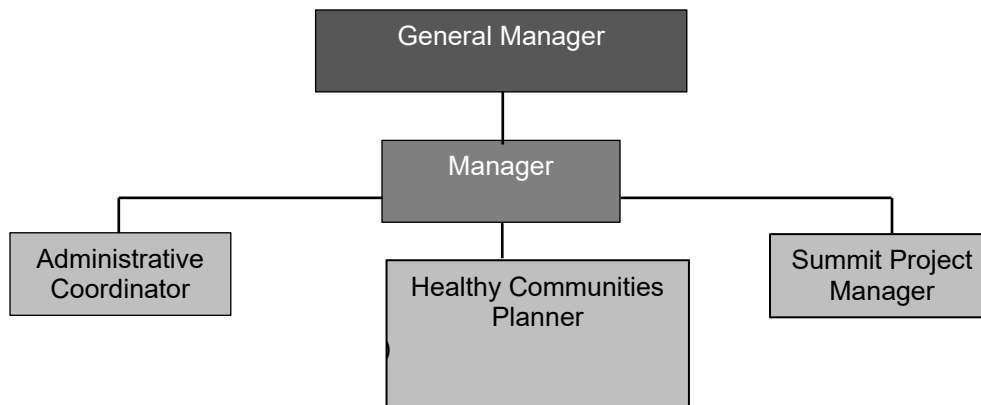 General Manager
Manager
Administrative
Coordinator
Healthy Communities
Planner
Summit Project
Manager
)